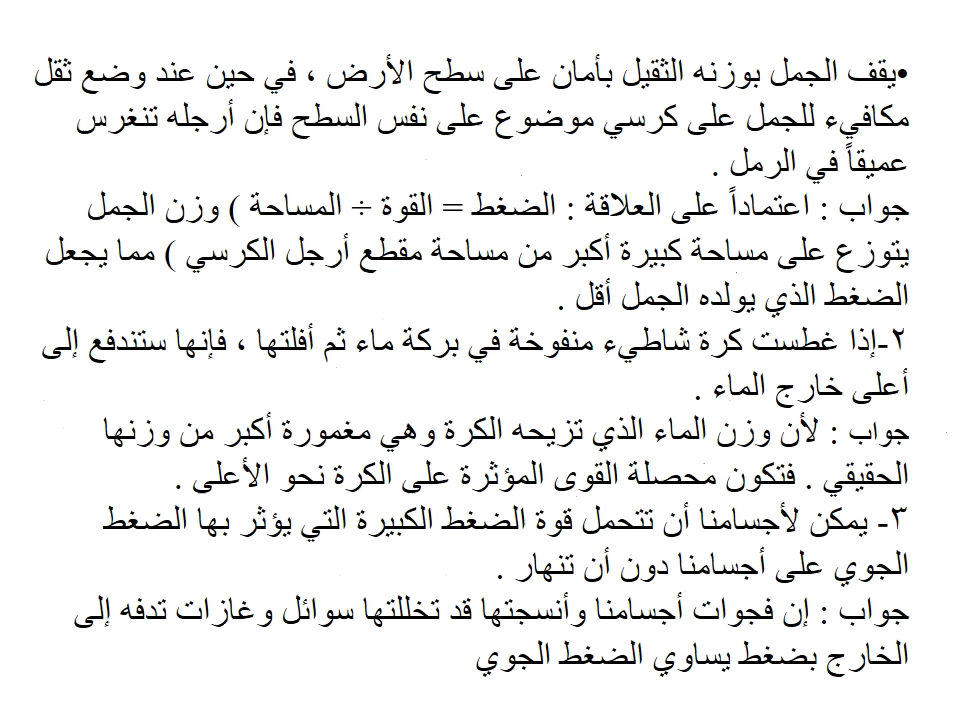 •يقف الجمل بوزنه الثقيل بأمان على سطح الأرض ، في حين عند وضع ثقل
مكافيء للجمل على كرسي موضوع على نفس السطح فإن أرجله تنغرس
عميقاً في الرمل .
جواب : اعتماداً على العلاقة : الضغط = القوة ÷ المساحة ) وزن الجمل
يتوزع على مساحة كبيرة أكبر من مساحة مقطع أرجل الكرسي ) مما يجعل
الضغط الذي يولده الجمل أقل .
٢-إذا غطست كرة شاطيء منفوخة في بركة ماء ثم أفلتها ، فإنها ستندفع إلى
أعلى خارج الماء .
جواب : لأن وزن الماء الذي تزيحه الكرة وهي مغمورة أكبر من وزنها
الحقيقي . فتكون محصلة القوى المؤثرة على الكرة نحو الأعلى .
٣- يمكن لأجسامنا أن تتحمل قوة الضغط الكبيرة التي يؤثر بها الضغط
الجوي على أجسامنا دون أن تنهار .
جواب : إن فجوات أجسامنا وأنسجتها قد تخللتها سوائل وغازات تدفه إلى
الخارج بضغط يساوي الضغط الجوي